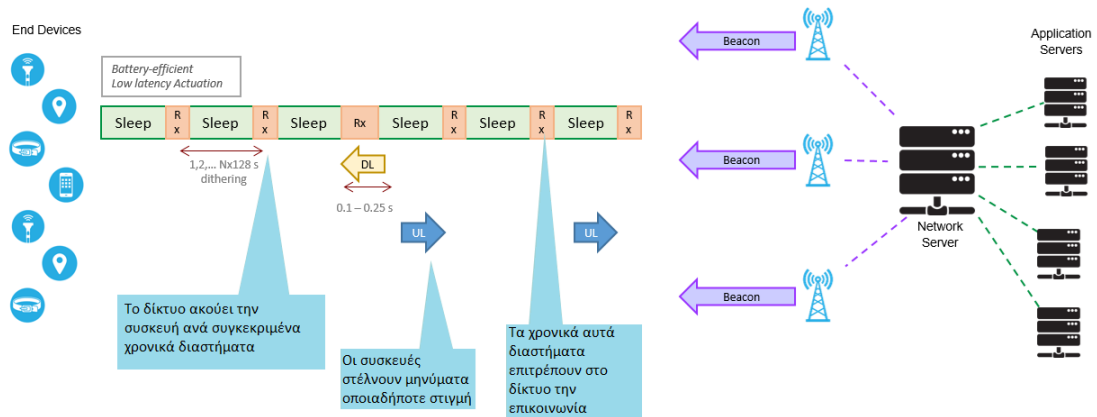 End Devices
Battery-efficient
Low latency Actuation
Sleep
R
x
Sleep
R
x
Sleep
Rx
Sleep
R
x
Sleep
R
x
Sleep
R
x
1,2,... Nx128 s
dithering
DL
0.1 – 0.25 s
UL
UL
Το δίκτυο ακούει την
συσκευή ανά συγκεκριμένα
χρονικά διαστήματα
Οι συσκευές
στέλνουν μηνύματα
οποιαδήποτε στιγμή
Τα χρονικά αυτά
διαστήματα
επιτρέπουν στο
δίκτυο την
επικοινωνία
Beacon
Beacon
Beacon
Network
Server
Application
Servers